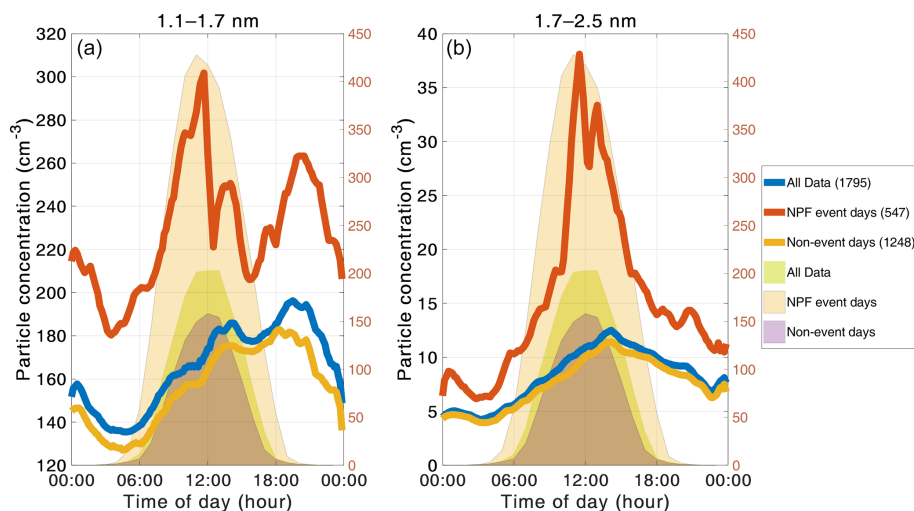 1.1–1.7 nm
1.7–2.5 nm
(a)
(b)
Particle concentration (cm-3)
320
300
280
260
240
220
200
180
160
140
120
450
400
350
300
250
200
150
100
50
0
00:00 06:00 12:00 18:00 00:00
Time of day (hour)
Particle concentration (cm-3)
40
35
30
25
20
15
10
5
0
450
400
350
300
250
200
150
100
50
0
00:00 06:00 12:00 18:00 00:00
Time of day (hour)
All Data (1795)
NPF event days (547)
Non-event days (1248)
All Data
NPF event days
Non-event days